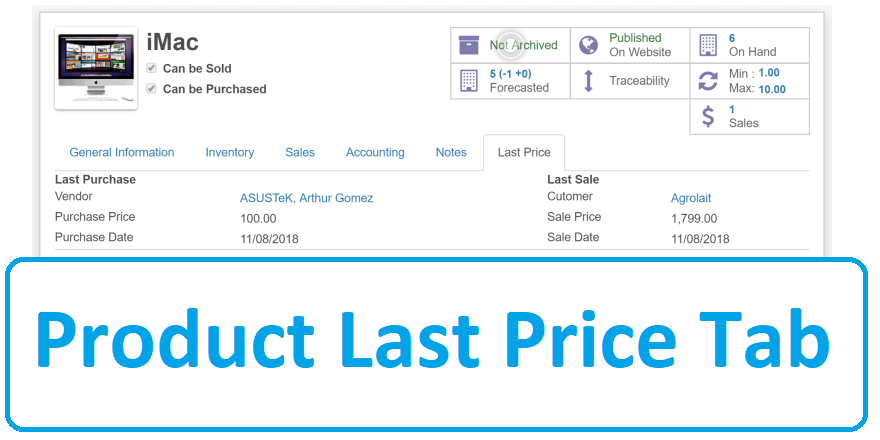 iMac
Can be Sold
Can be Purchased
Not Archived
Published
On Website
6
On Hand
5 (-1 +0)
Forecasted
Traceability
Min : 1.00
Max: 10.00
1
Sales
General Information Inventory Sales Accounting Notes Last Price
Last Purchase Last Sale
Vendor ASUSTeK, Arthur Gomez Cutomer Agrolait
Purchase Price 100.00 Sale Price 1,799.00
Purchase Date 11/08/2018 Sale Date 11/08/2018
Product Last Price Tab